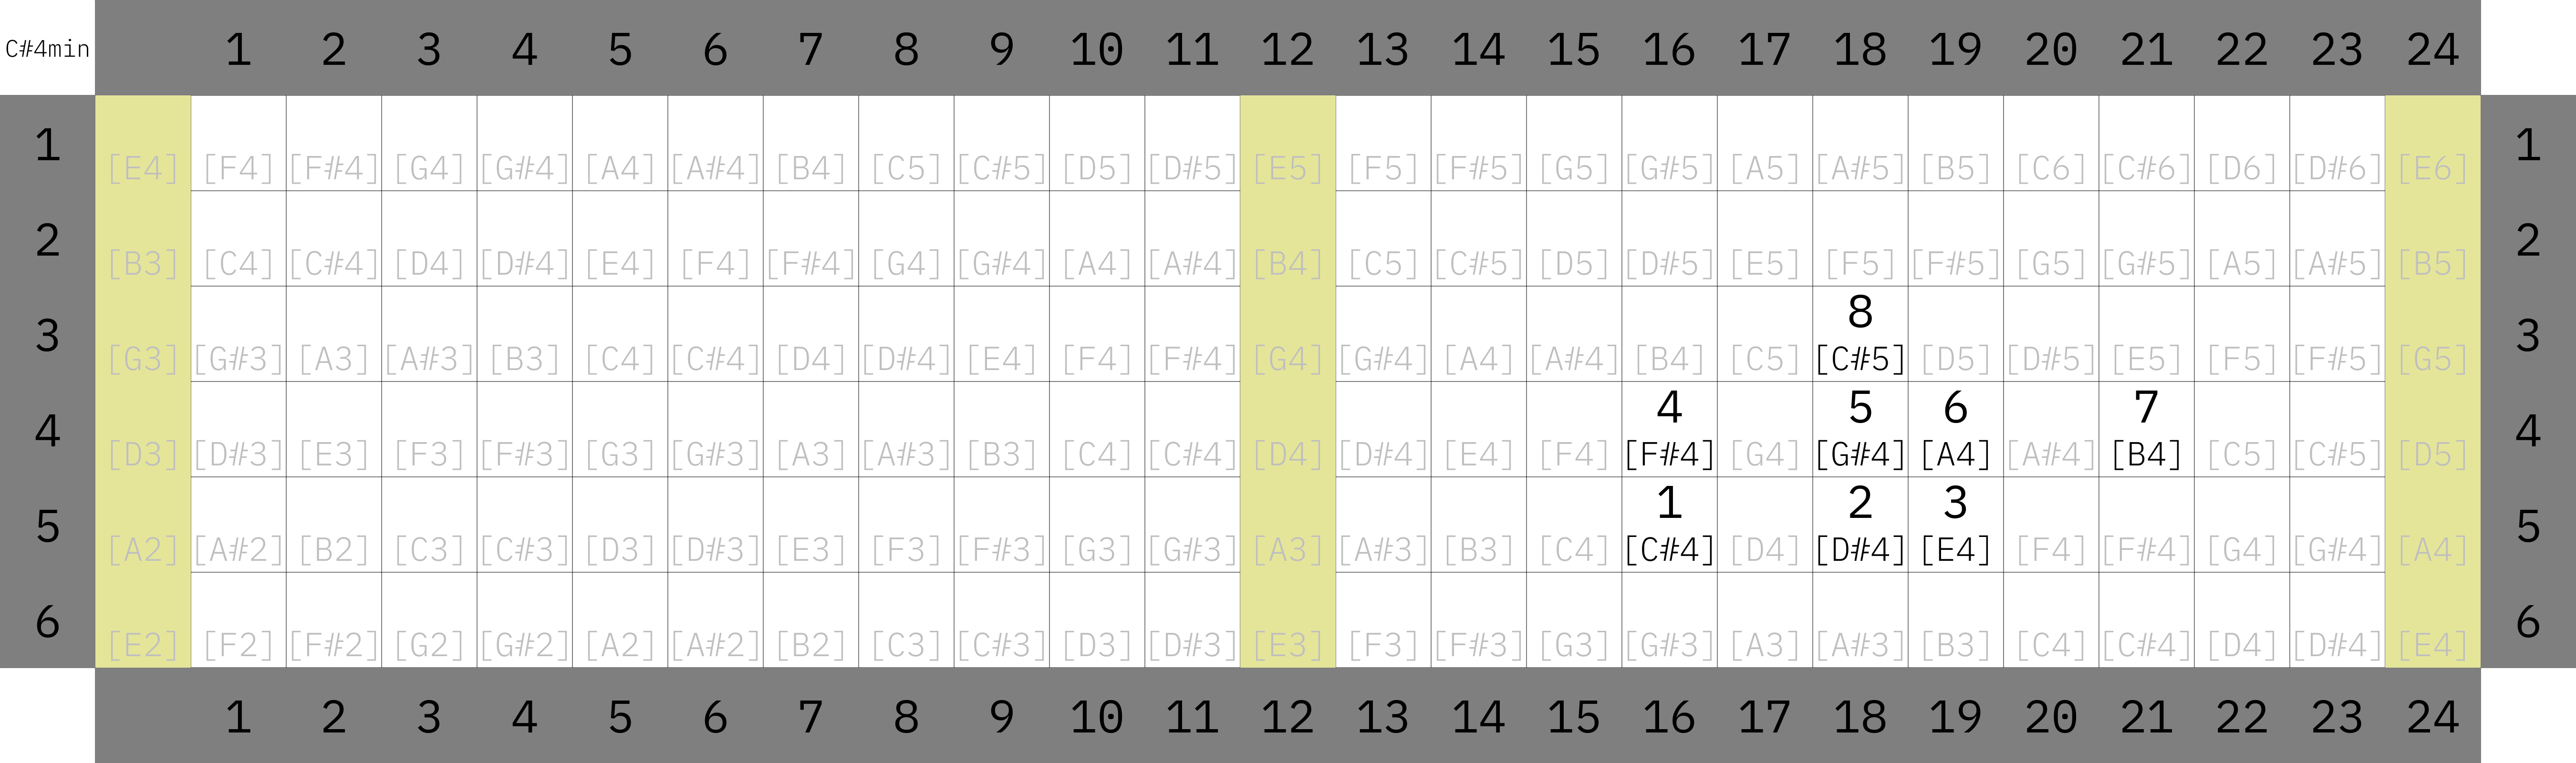 C#4min 1 2 3 4 5 6 7 8 9 10 11 12 13 14 15 16 17 18 19 20 21 22 23 24
1 [E4] [F4] [F#4] [G4] [G#4] [A4] [A#4] [B4] [C5] [C#5] [D5] [D#5] [E5] [F5] [F#5] [G5] [G#5] [A5] [A#5] [B5] [C6] [C#6] [D6] [D#6] [E6] 1
2 [B3] [C4] [C#4] [D4] [D#4] [E4] [F4] [F#4] [G4] [G#4] [A4] [A#4] [B4] [C5] [C#5] [D5] [D#5] [E5] [F5] [F#5] [G5] [G#5] [A5] [A#5] [B5] 2
8
3 [G3] [G#3] [A3] [A#3] [B3] [C4] [C#4] [D4] [D#4] [E4] [F4] [F#4] [G4] [G#4] [A4] [A#4] [B4] [C5] [C#5] [D5] [D#5] [E5] [F5] [F#5] [G5] 3
4 5 6 7
4 [D3] [D#3] [E3] [F3] [F#3] [G3] [G#3] [A3] [A#3] [B3] [C4] [C#4] [D4] [D#4] [E4] [F4] [F#4] [G4] [G#4] [A4] [A#4] [B4] [C5] [C#5] [D5] 4
1 2 3
5 [A2] [A#2] [B2] [C3] [C#3] [D3] [D#3] [E3] [F3] [F#3] [G3] [G#3] [A3] [A#3] [B3] [C4] [C#4] [D4] [D#4] [E4] [F4] [F#4] [G4] [G#4] [A4] 5
6 [E2] [F2] [F#2] [G2] [G#2] [A2] [A#2] [B2] [C3] [C#3] [D3] [D#3] [E3] [F3] [F#3] [G3] [G#3] [A3] [A#3] [B3] [C4] [C#4] [D4] [D#4] [E4] 6
1 2 3 4 5 6 7 8 9 10 11 12 13 14 15 16 17 18 19 20 21 22 23 24